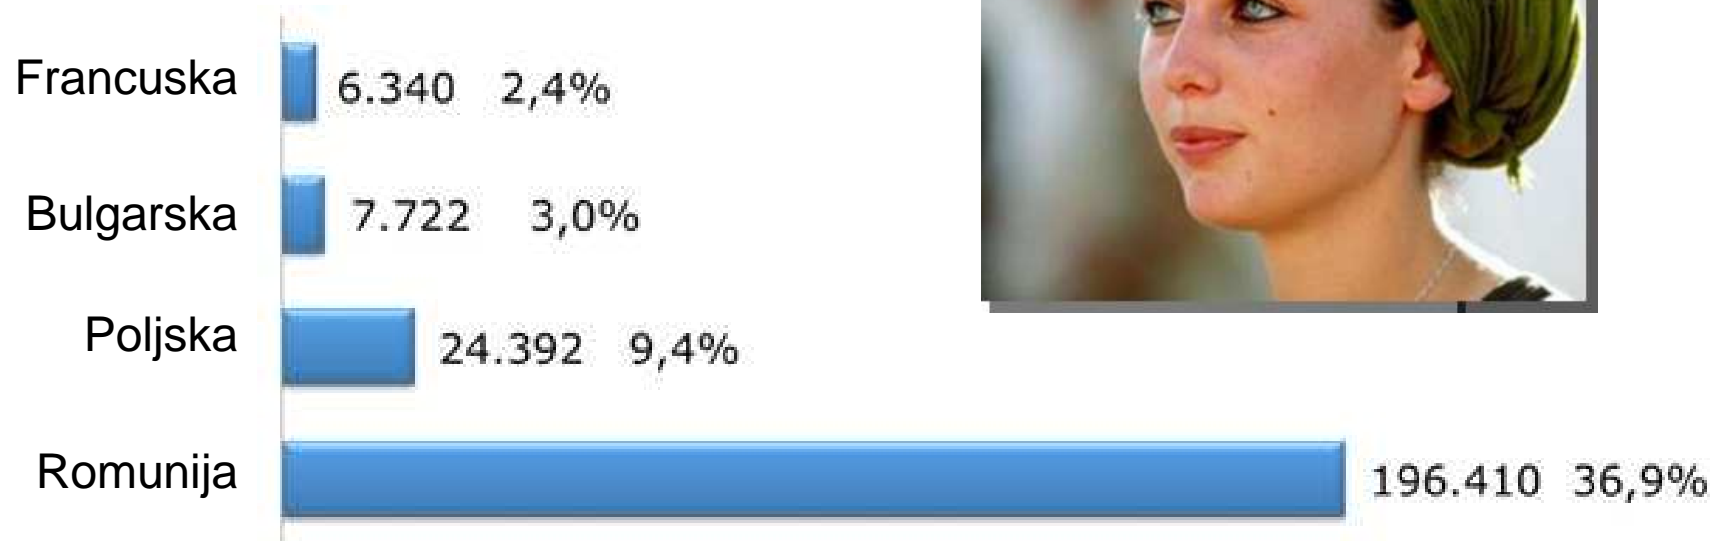 Francuska 6.340 2,4%
Bulgarska 7.722 3,0%
Poljska 24.392 9,4%
Romunija 196.410 36,9%